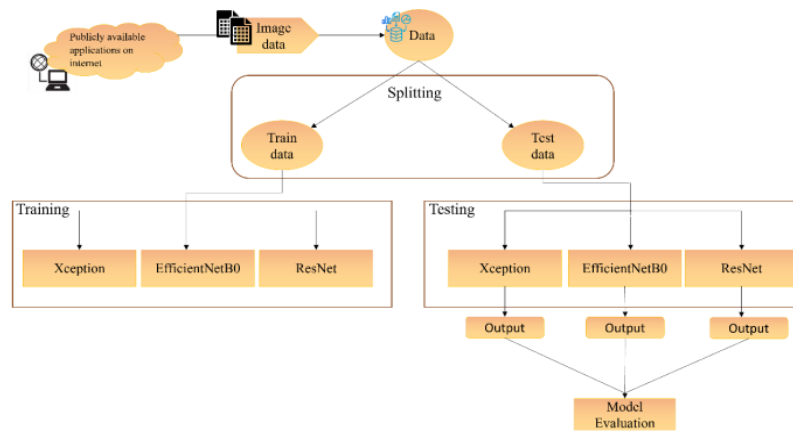 Publicly available
applications on
internet
Image
data
Data
Splitting
Train
data
Test
data
Training
Xception
EfficientNetB0
ResNet
Testing
Xception
EfficientNetB0
ResNet
Output
Output
Output
Model
Evaluation